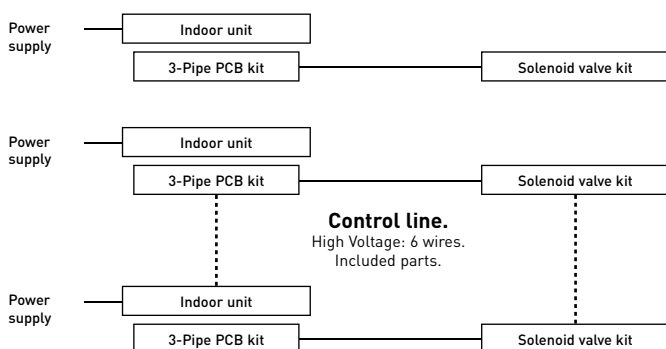 Power
supply
Indoor unit
3-Pipe PCB kit
Solenoid valve kit
Power
supply
Indoor unit
3-Pipe PCB kit
Solenoid valve kit
Control line.
High Voltage: 6 wires.
Included parts.
Power
supply
Indoor unit
3-Pipe PCB kit
Solenoid valve kit